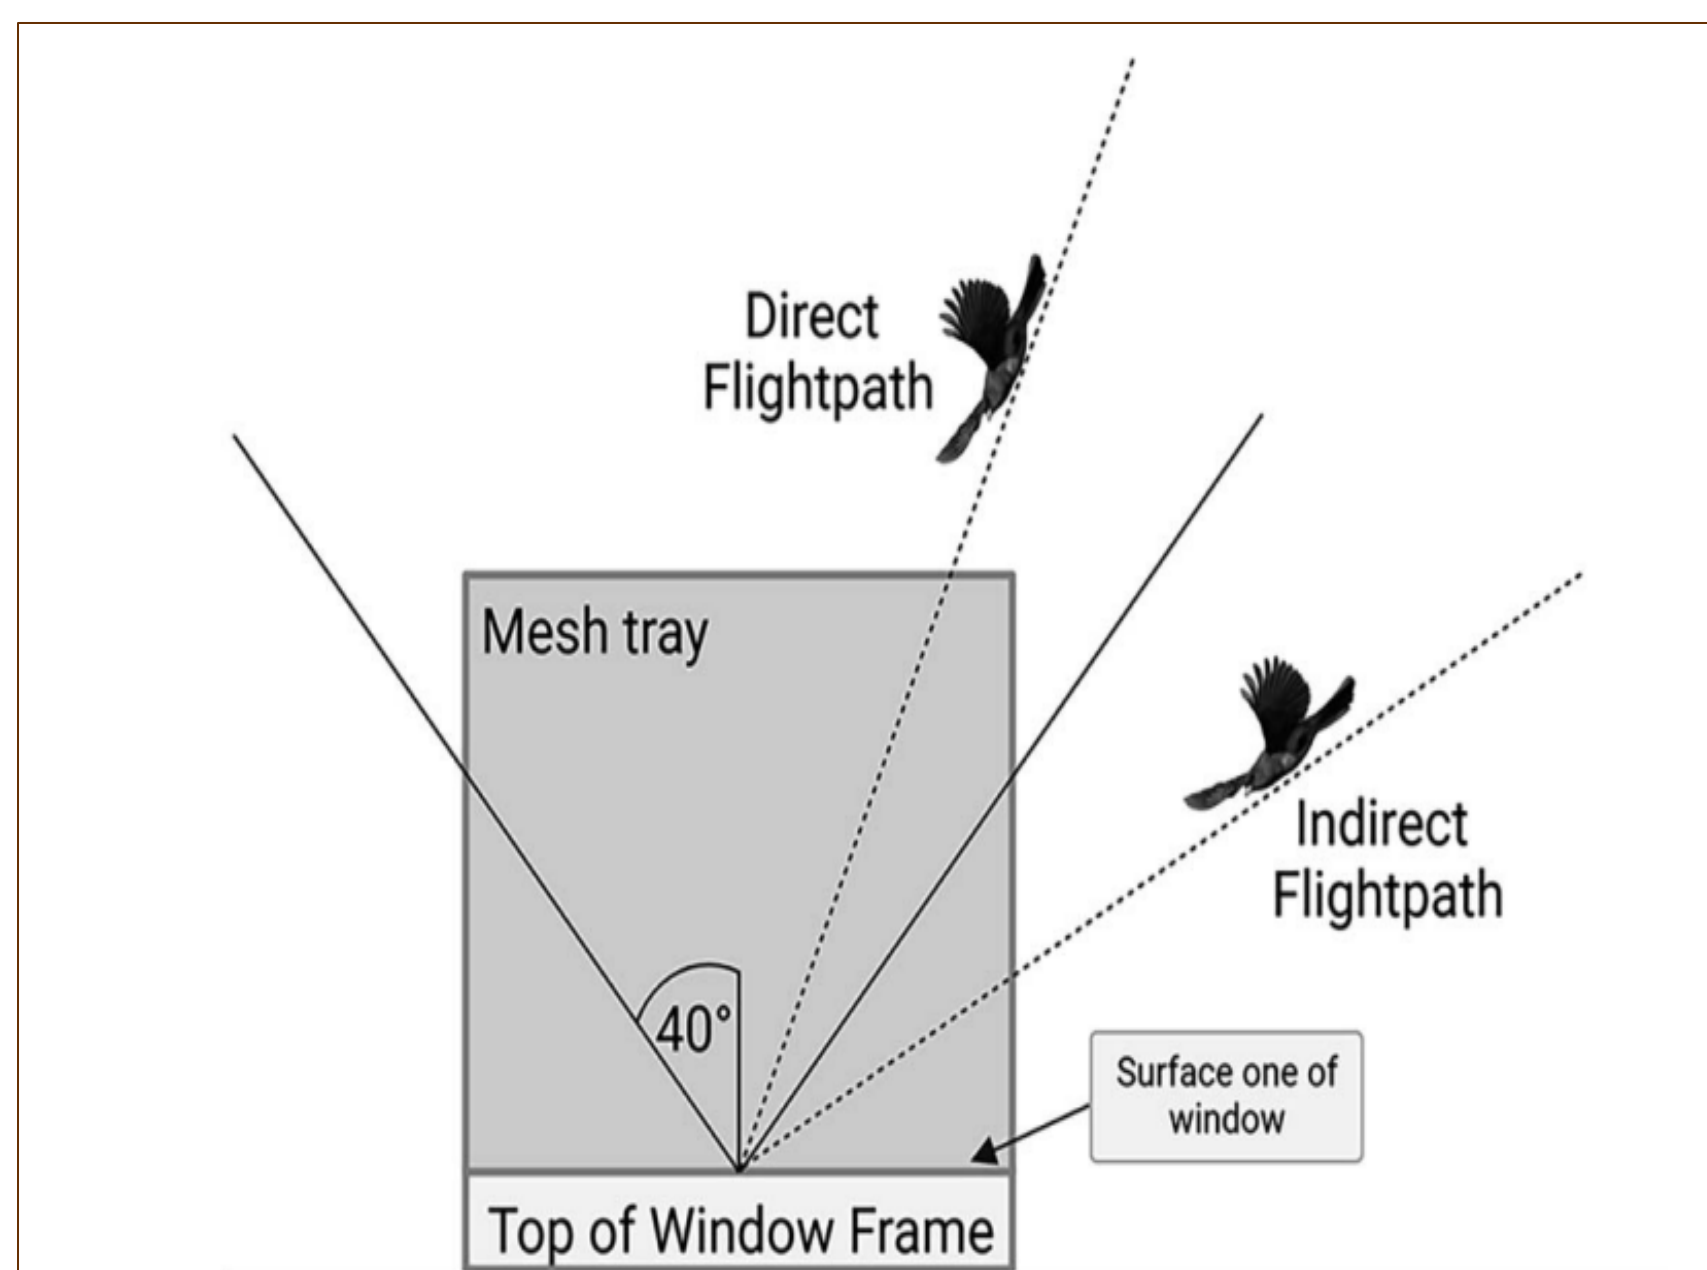 Direct
Flightpath
Mesh tray
Indirect
Flightpath
40°
Surface one of
window
Top of Window Frame